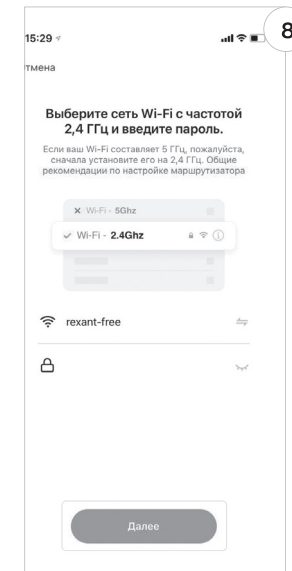 8
15:29
тмена
Выберите сеть Wi-Fi с частотой
2,4 ГГц и введите пароль.
Если ваш Wi-Fi составляет 5 ГГц, пожалуйста,
сначала установите его на 2,4 ГГц. Общие
рекомендации по настройке маршрутизатора
Wi-Fi - 5Ghz
Wi-Fi - 2.4Ghz
rexant-free
Далее